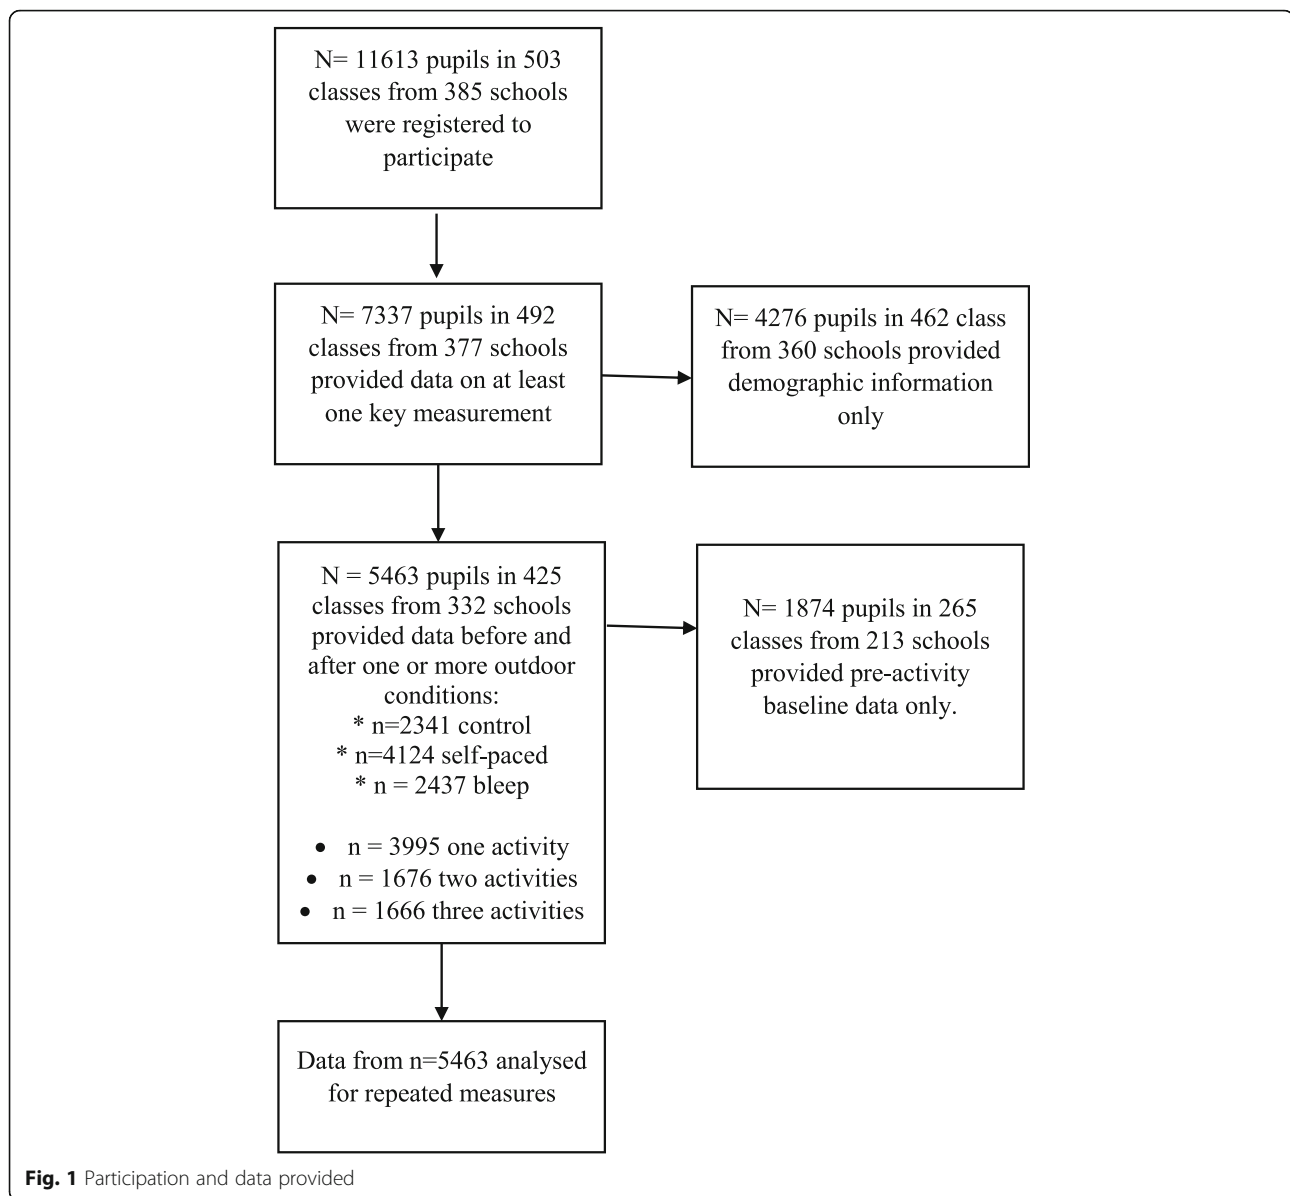 N= 11613 pupils in 503
classes from 385 schools
were registered to
participate
N= 7337 pupils in 492
classes from 377 schools
provided data on at least
one key measurement
N= 4276 pupils in 462 class
from 360 schools provided
demographic information
only
N = 5463 pupils in 425
classes from 332 schools
provided data before and
after one or more outdoor
conditions:
* n=2341 control
* n=4124 self-paced
* n = 2437 bleep
• n = 3995 one activity
• n = 1676 two activities
• n = 1666 three activities
N= 1874 pupils in 265
classes from 213 schools
provided pre-activity
baseline data only.
Data from n=5463 analysed
for repeated measures
Fig. 1 Participation and data provided